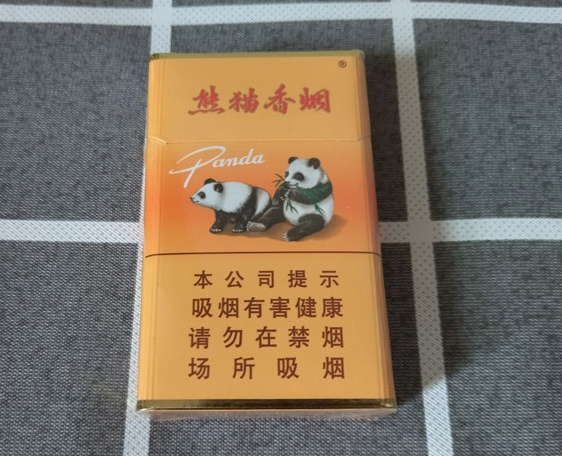 ®
熊猫香烟
Panda
本公司提示
吸烟有害健康
请勿在禁烟
场所吸烟